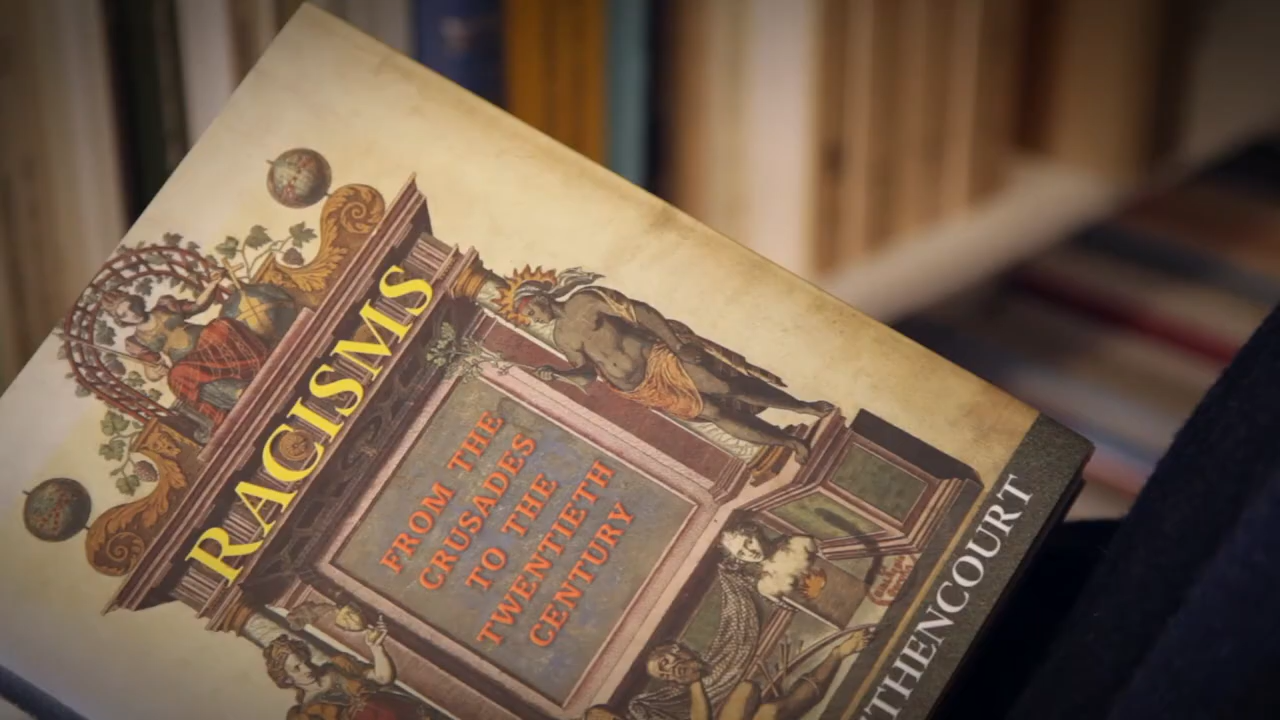 RACISMS
FROM THE
CRUSADES
TO THE
TWENTIETH
CENTURY
THENCOURT